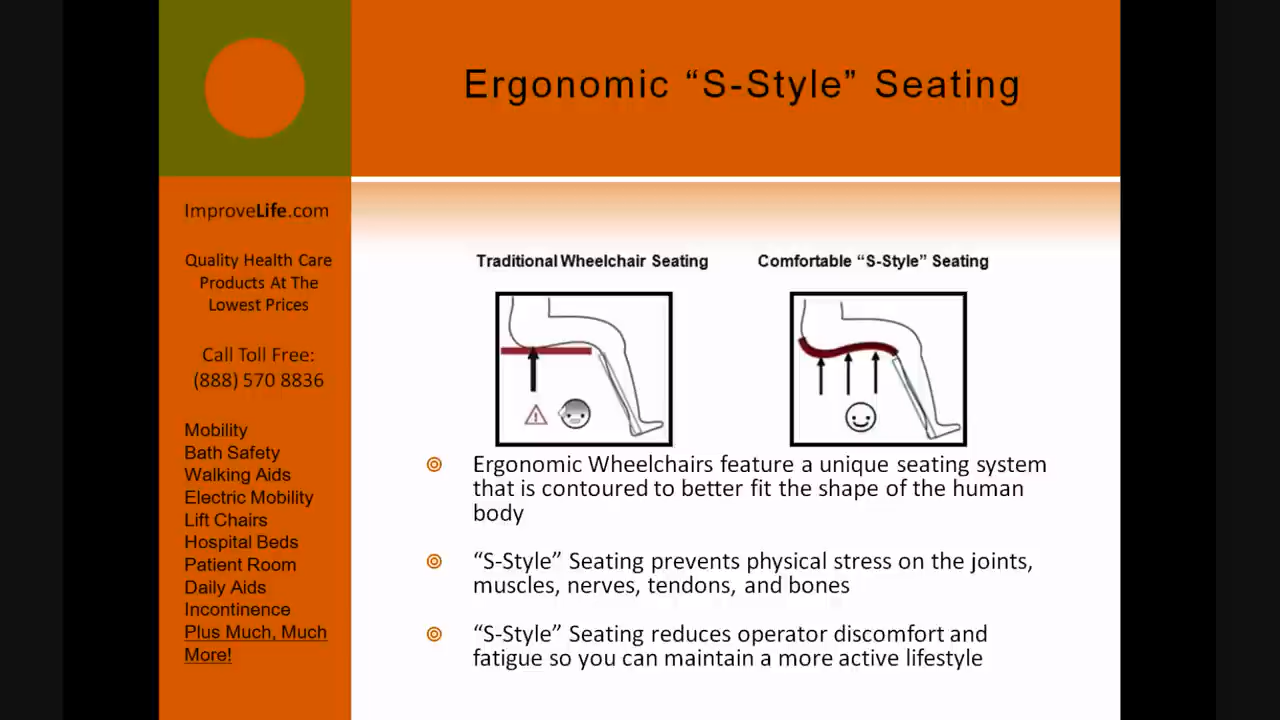 Ergonomic “S-Style” Seating
ImproveLife.com
Quality Health Care
Products At The
Lowest Prices
Call Toll Free:
(888) 570 8836
Mobility
Bath Safety
Walking Aids
Electric Mobility
Lift Chairs
Hospital Beds
Patient Room
Daily Aids
Incontinence
Plus Much, Much
More!
Traditional Wheelchair Seating
Comfortable “S-Style” Seating
Ergonomic Wheelchairs feature a unique seating system
that is contoured to better fit the shape of the human
body
“S-Style” Seating prevents physical stress on the joints,
muscles, nerves, tendons, and bones
“S-Style” Seating reduces operator discomfort and
fatigue so you can maintain a more active lifestyle